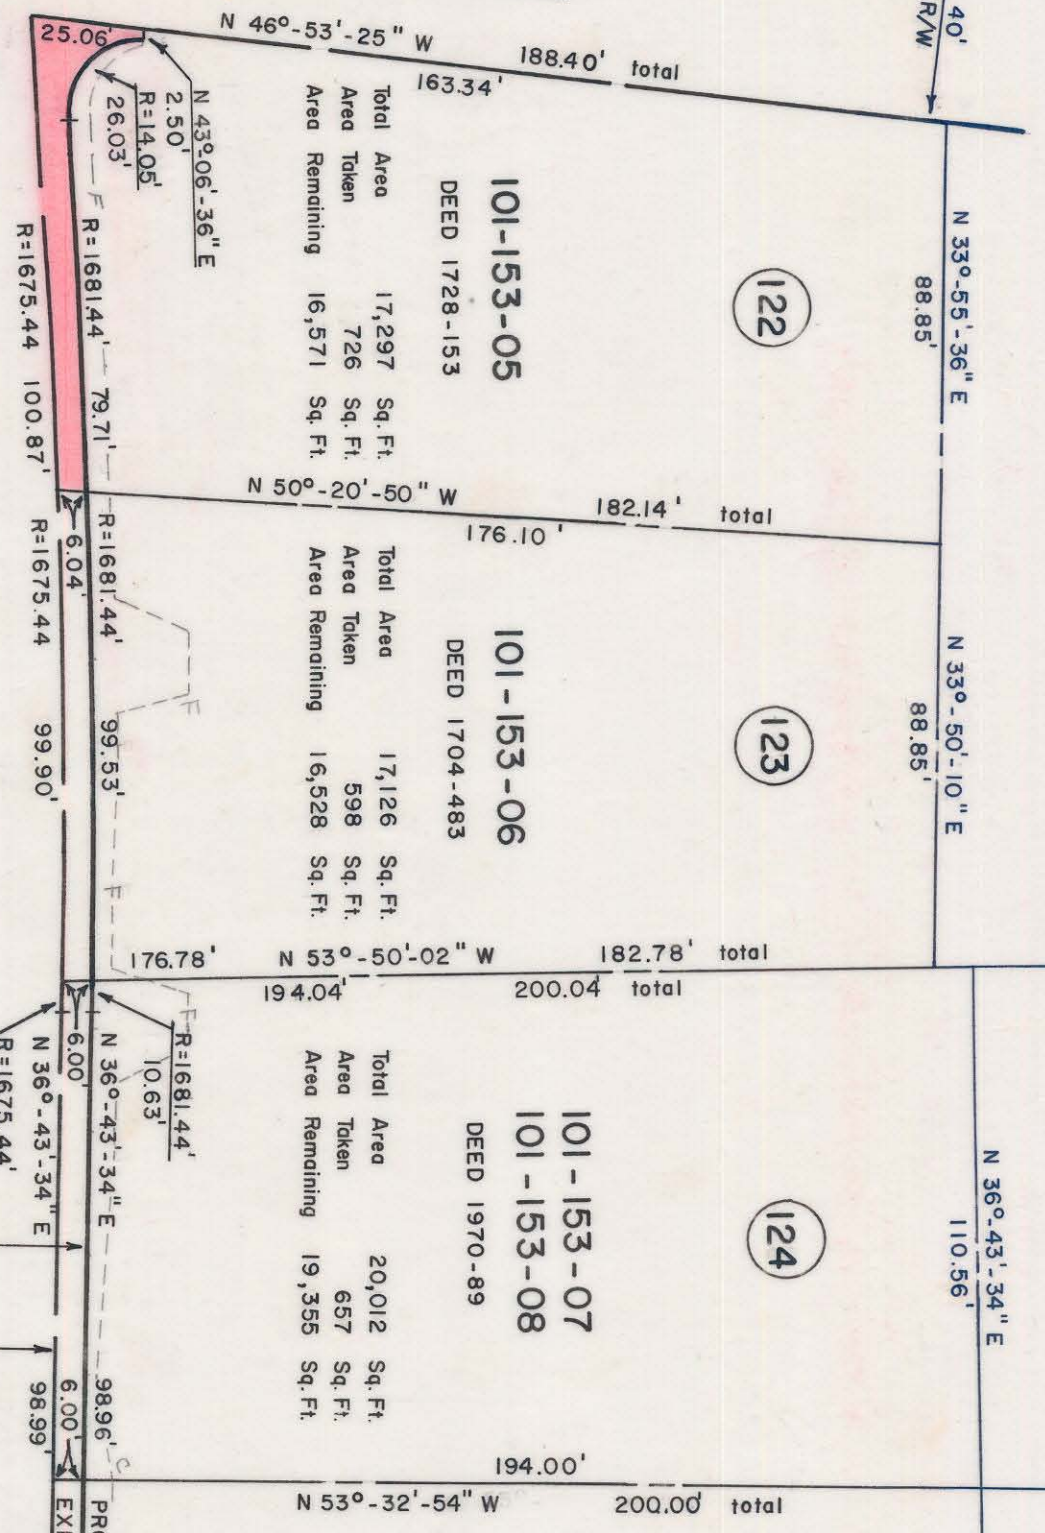 40'
R/W
N 46°-53'-25" W
188.40' total
163.34'
25.06'
N 43°-06'-36" E
2.50'
R=14.05'
26.03'
F
R=1681.44'
79.71'
R=1675.44 100.87'
Total Area 17,297 Sq. Ft.
Area Taken 726 Sq. Ft.
Area Remaining 16,571 Sq. Ft.
101-153-05
DEED 1728-153
122
N 33°-55'-36" E
88.85'
N 50°-20'-50" W
182.14' total
176.10'
6.04'
R=1681.44'
99.53'
R=1675.44 99.90'
F
F
Total Area 17,126 Sq. Ft.
Area Taken 598 Sq. Ft.
Area Remaining 16,528 Sq. Ft.
101-153-06
DEED 1704-483
123
N 33°-50'-10" E
88.85'
176.78'
N 53°-50'-02" W
182.78' total
194.04'
200.04 total
6.00'
F
R=1681.44'
10.63'
N 36°-43'-34" E
98.96'
N 36°-43'-34" E
98.99'
R=1675.44'
6.00'
C
Total Area 20,012 Sq. Ft.
Area Taken 657 Sq. Ft.
Area Remaining 19,355 Sq. Ft.
101-153-07
101-153-08
DEED 1970-89
124
N 36°-43'-34" E
110.56'
194.00'
N 53°-32'-54" W
200.00' total